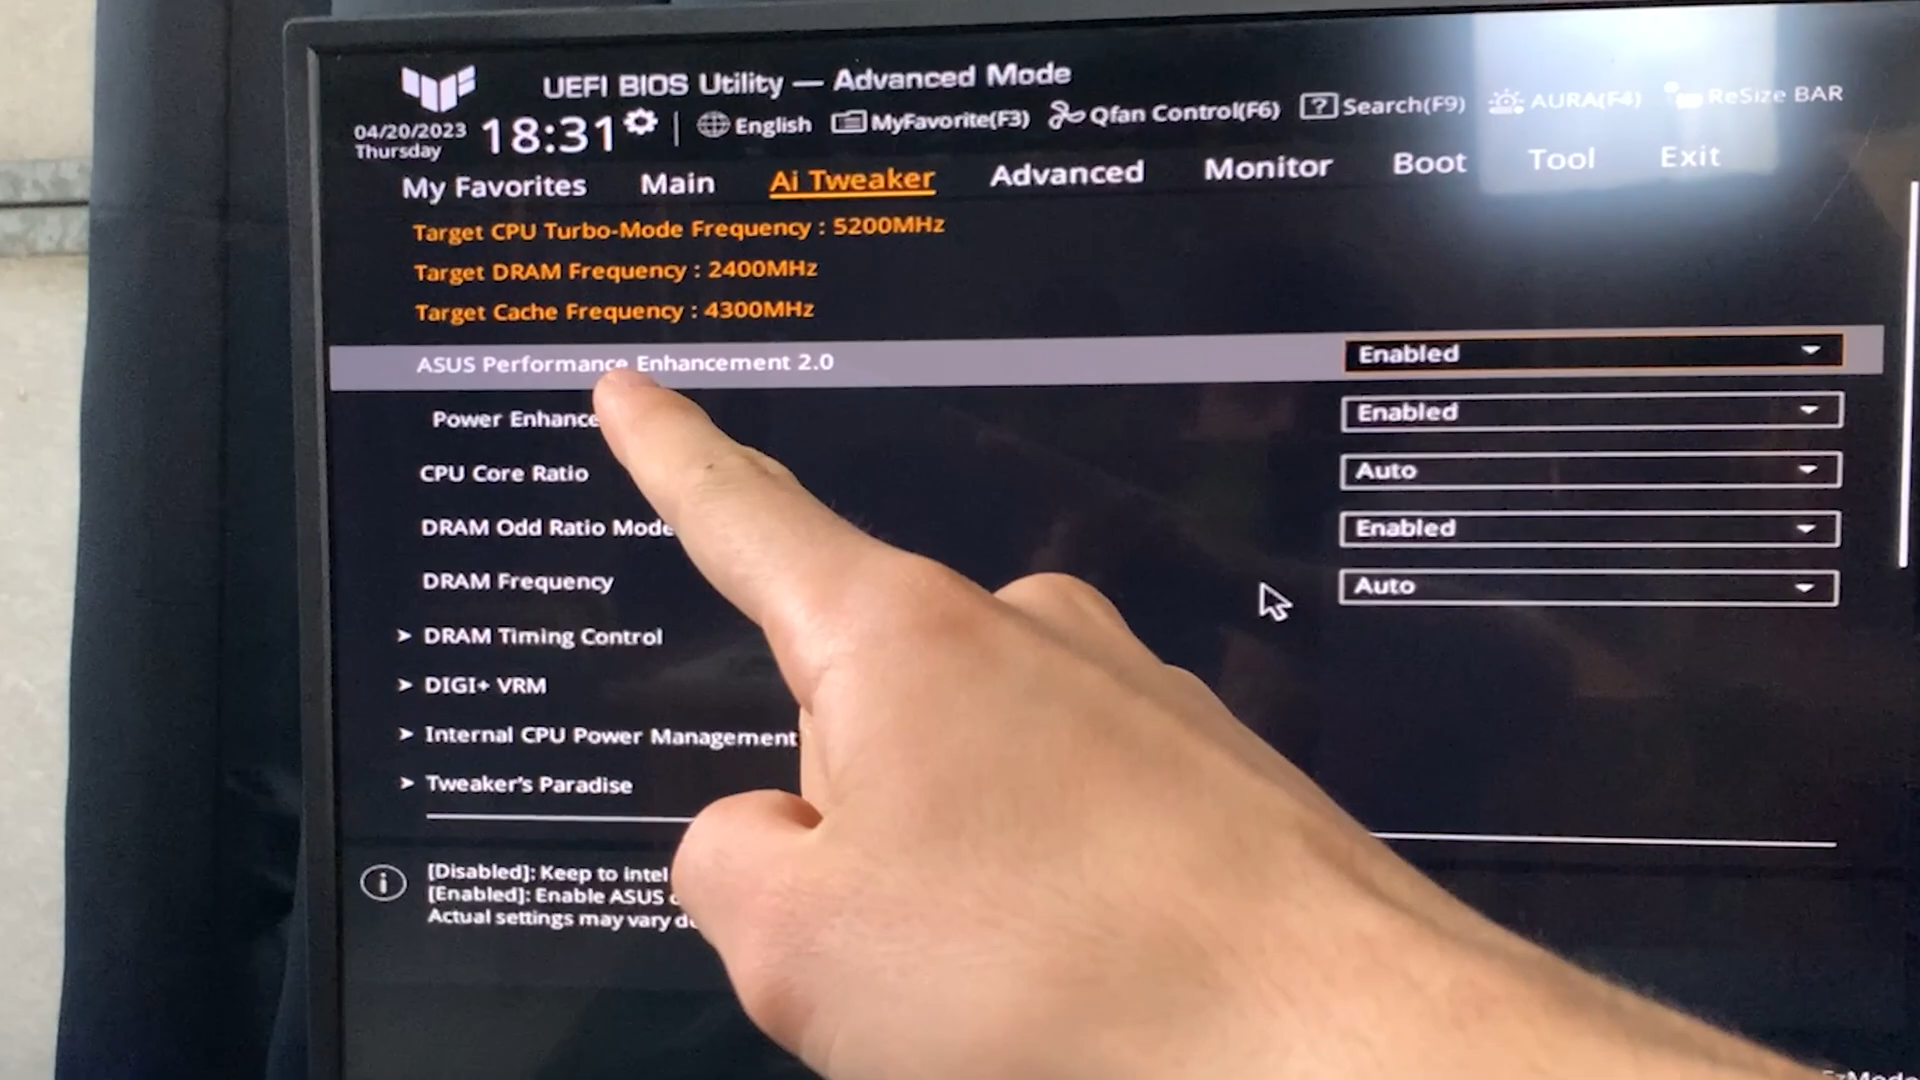 UEFI BIOS Utility — Advanced Mode
04/20/2023
Thursday
18:31
English
MyFavorite(F3)
Qfan Control(F6)
Search(F9)
AURA(F4)
ReSize BAR
My Favorites
Main
Ai Tweaker
Advanced
Monitor
Boot
Tool
Exit
Target CPU Turbo-Mode Frequency : 5200MHz
Target DRAM Frequency : 2400MHz
Target Cache Frequency : 4300MHz
ASUS Performance Enhancement 2.0
Enabled
Power Enhance
Enabled
CPU Core Ratio
Auto
DRAM Odd Ratio Mode
Enabled
DRAM Frequency
Auto
DRAM Timing Control
DIGI+ VRM
Internal CPU Power Management
Tweaker's Paradise
[Disabled]: Keep to intel
[Enabled]: Enable ASUS
Actual settings may vary